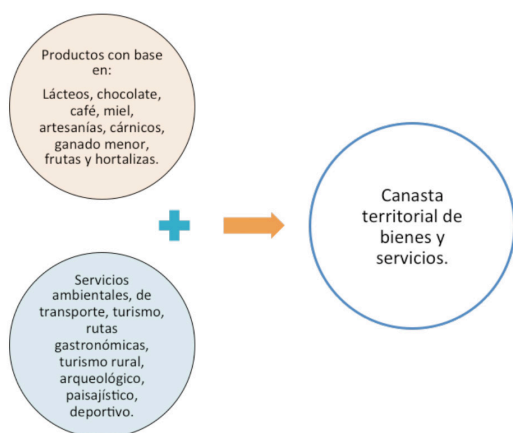 Productos con base
en:
Lácteos, chocolate,
café, miel,
artesanías, cárnicos,
ganado menor,
frutas y hortalizas.
Servicios
ambientales, de
transporte, turismo,
rutas
gastronómicas,
turismo rural,
arqueológico,
paisajístico,
deportivo.
Canasta
territorial de
bienes y
servicios.